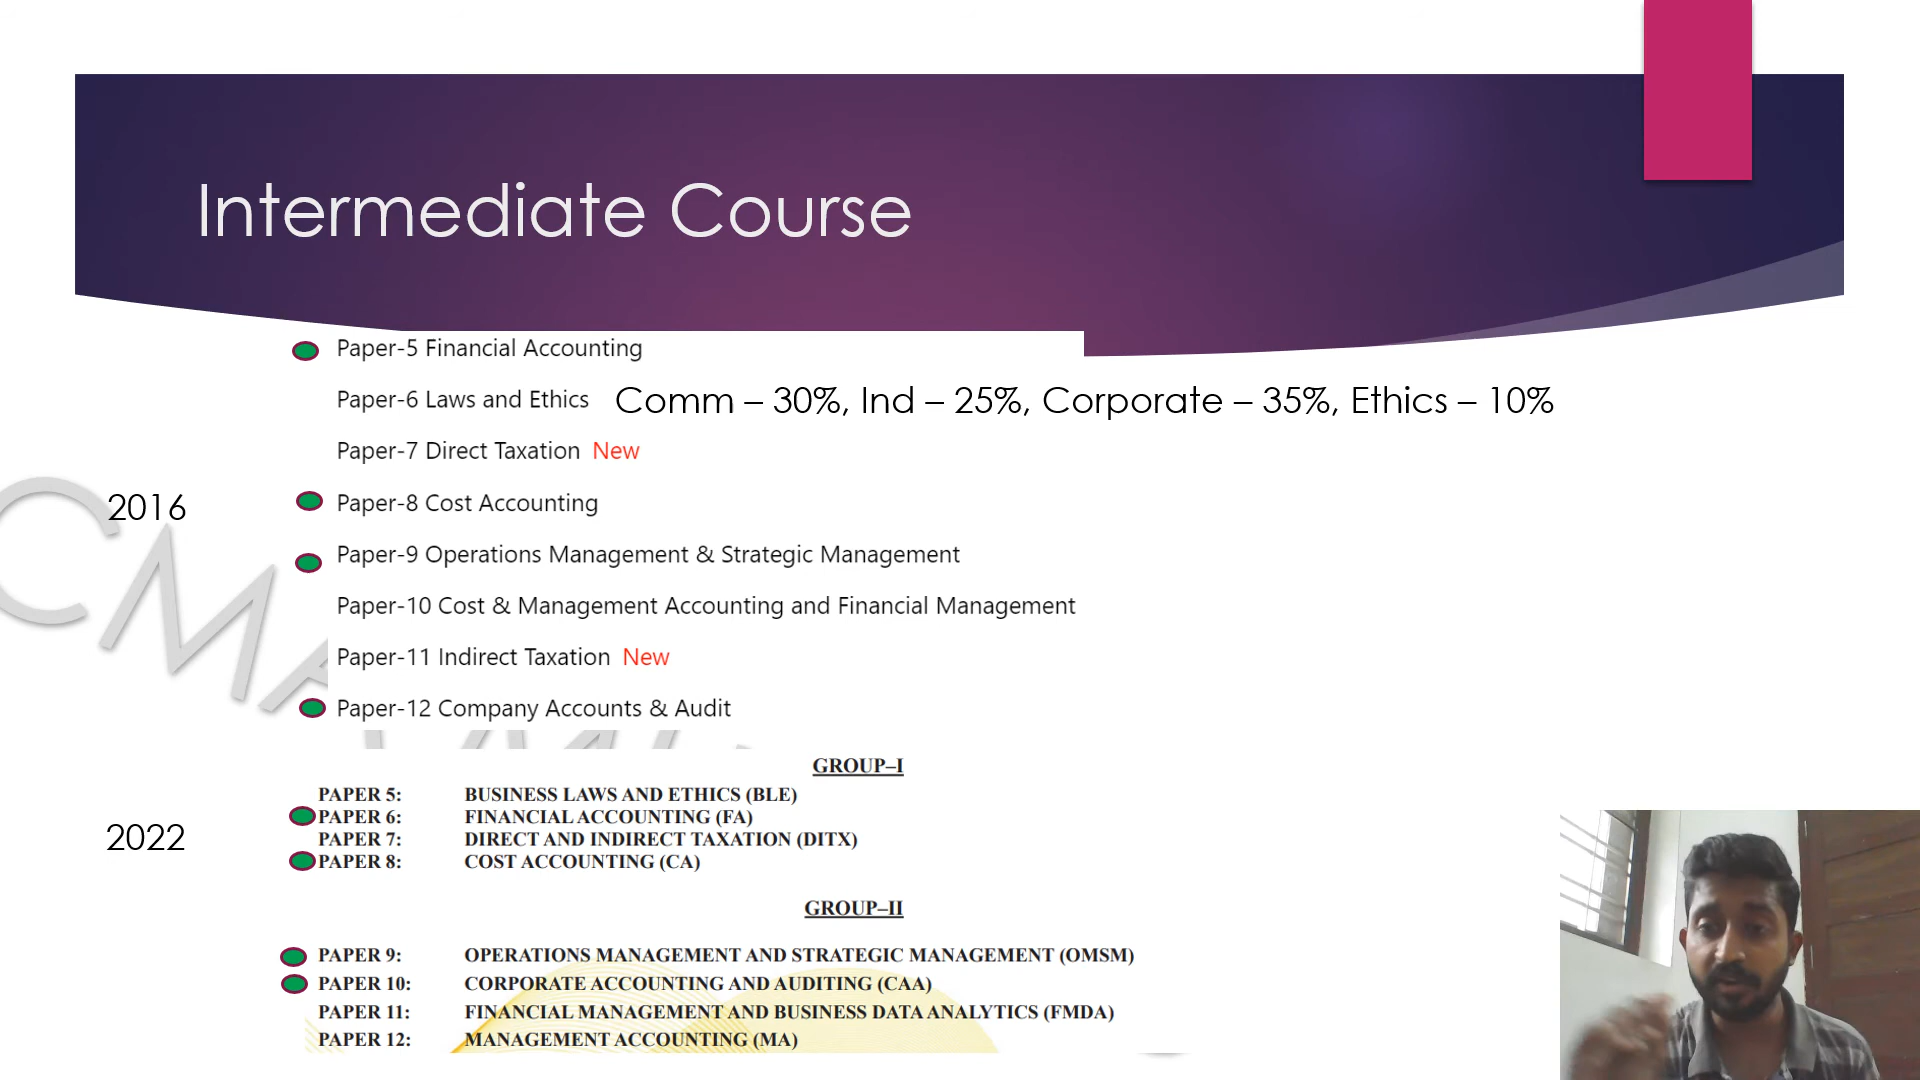 Intermediate Course
Paper-5 Financial Accounting
Paper-6 Laws and Ethics Comm – 30%, Ind – 25%, Corporate – 35%, Ethics – 10%
Paper-7 Direct Taxation New
2016
Paper-8 Cost Accounting
Paper-9 Operations Management & Strategic Management
Paper-10 Cost & Management Accounting and Financial Management
Paper-11 Indirect Taxation New
Paper-12 Company Accounts & Audit
CMA
GROUP–I
PAPER 5: BUSINESS LAWS AND ETHICS (BLE)
PAPER 6: FINANCIAL ACCOUNTING (FA)
2022
PAPER 7: DIRECT AND INDIRECT TAXATION (DITX)
PAPER 8: COST ACCOUNTING (CA)
GROUP–II
PAPER 9: OPERATIONS MANAGEMENT AND STRATEGIC MANAGEMENT (OMSM)
PAPER 10: CORPORATE ACCOUNTING AND AUDITING (CAA)
PAPER 11: FINANCIAL MANAGEMENT AND BUSINESS DATA ANALYTICS (FMDA)
PAPER 12: MANAGEMENT ACCOUNTING (MA)